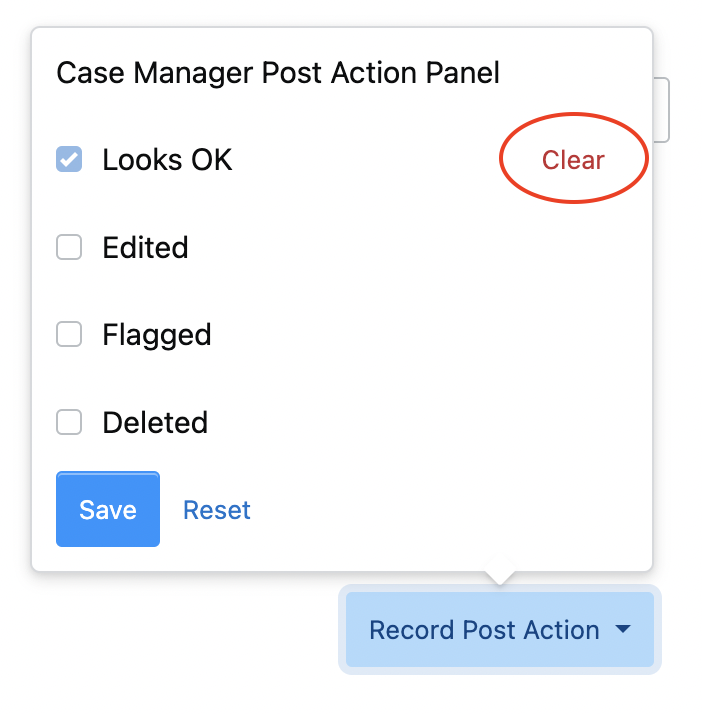 Case Manager Post Action Panel
Looks OK Clear
Edited
Flagged
Deleted
Save Reset
Record Post Action